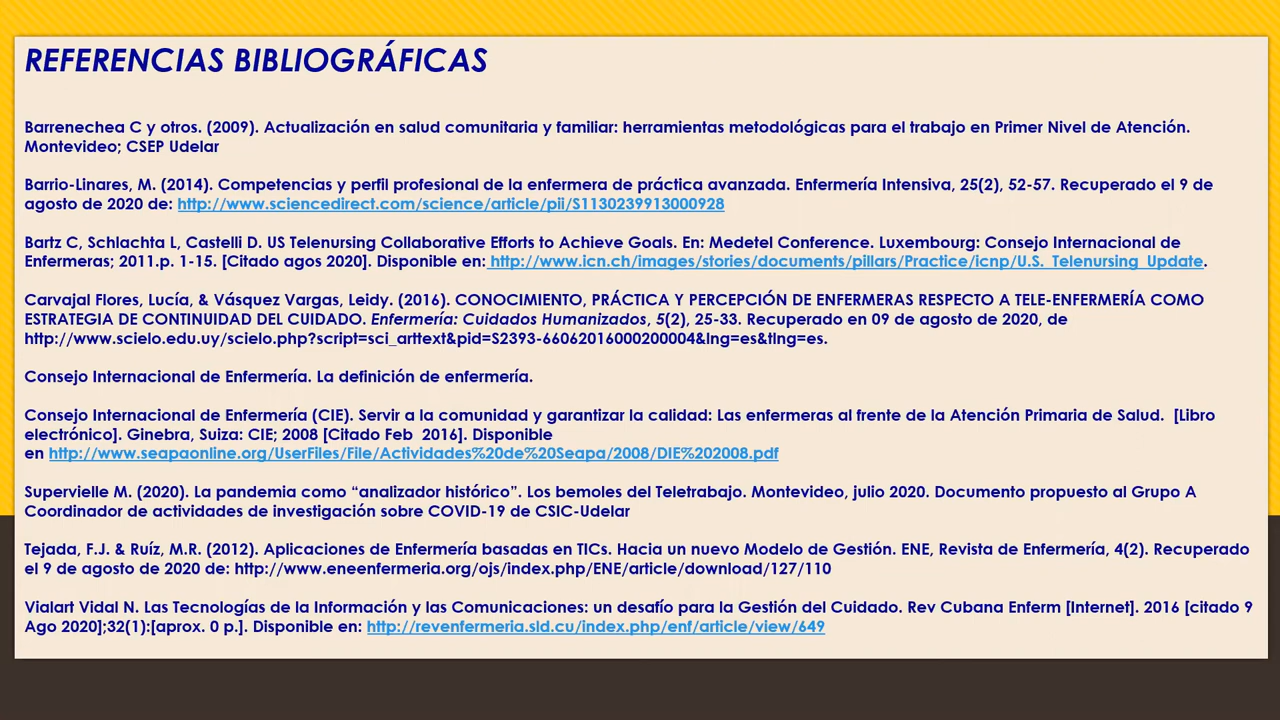 REFERENCIAS BIBLIOGRÁFICAS
Barrenechea C y otros. (2009). Actualización en salud comunitaria y familiar: herramientas metodológicas para el trabajo en Primer Nivel de Atención.
Montevideo; CSEP Udelar
Barrio-Linares, M. (2014). Competencias y perfil profesional de la enfermera de práctica avanzada. Enfermería Intensiva, 25(2), 52-57. Recuperado el 9 de
agosto de 2020 de: http://www.sciencedirect.com/science/article/pii/S1130239913000928
Bartz C, Schlachta L, Castelli D. US Telenursing Collaborative Efforts to Achieve Goals. En: Medetel Conference. Luxembourg: Consejo Internacional de
Enfermeras; 2011.p. 1-15. [Citado agos 2020]. Disponible en: http://www.icn.ch/images/stories/documents/pillars/Practice/icnp/U.S._Telenursing_Update.
Carvajal Flores, Lucía, & Vásquez Vargas, Leidy. (2016). CONOCIMIENTO, PRÁCTICA Y PERCEPCIÓN DE ENFERMERAS RESPECTO A TELE-ENFERMERÍA COMO
ESTRATEGIA DE CONTINUIDAD DEL CUIDADO. Enfermería: Cuidados Humanizados, 5(2), 25-33. Recuperado en 09 de agosto de 2020, de
http://www.scielo.edu.uy/scielo.php?script=sci_arttext&pid=S2393-66062016000200004&lng=es&tlng=es.
Consejo Internacional de Enfermería. La definición de enfermería.
Consejo Internacional de Enfermería (CIE). Servir a la comunidad y garantizar la calidad: Las enfermeras al frente de la Atención Primaria de Salud.  [Libro
electrónico]. Ginebra, Suiza: CIE; 2008 [Citado Feb  2016]. Disponible
en http://www.seapaonline.org/UserFiles/File/Actividades%20de%20Seapa/2008/DIE%202008.pdf
Supervielle M. (2020). La pandemia como “analizador histórico”. Los bemoles del Teletrabajo. Montevideo, julio 2020. Documento propuesto al Grupo A
Coordinador de actividades de investigación sobre COVID-19 de CSIC-Udelar
Tejada, F.J. & Ruíz, M.R. (2012). Aplicaciones de Enfermería basadas en TICs. Hacia un nuevo Modelo de Gestión. ENE, Revista de Enfermería, 4(2). Recuperado
el 9 de agosto de 2020 de: http://www.eneenfermeria.org/ojs/index.php/ENE/article/download/127/110
Vialart Vidal N. Las Tecnologías de la Información y las Comunicaciones: un desafío para la Gestión del Cuidado. Rev Cubana Enferm [Internet]. 2016 [citado 9
Ago 2020];32(1):[aprox. 0 p.]. Disponible en: http://revenfermeria.sld.cu/index.php/enf/article/view/649